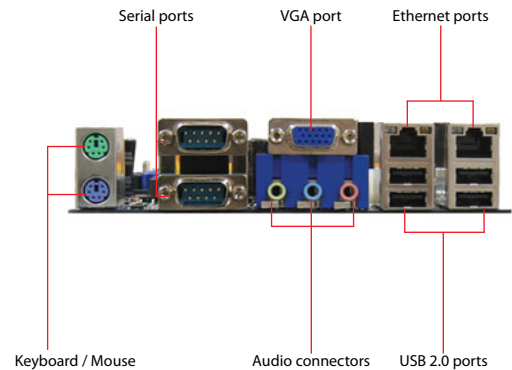 Serial ports
VGA port
Ethernet ports
Keyboard / Mouse
Audio connectors
USB 2.0 ports